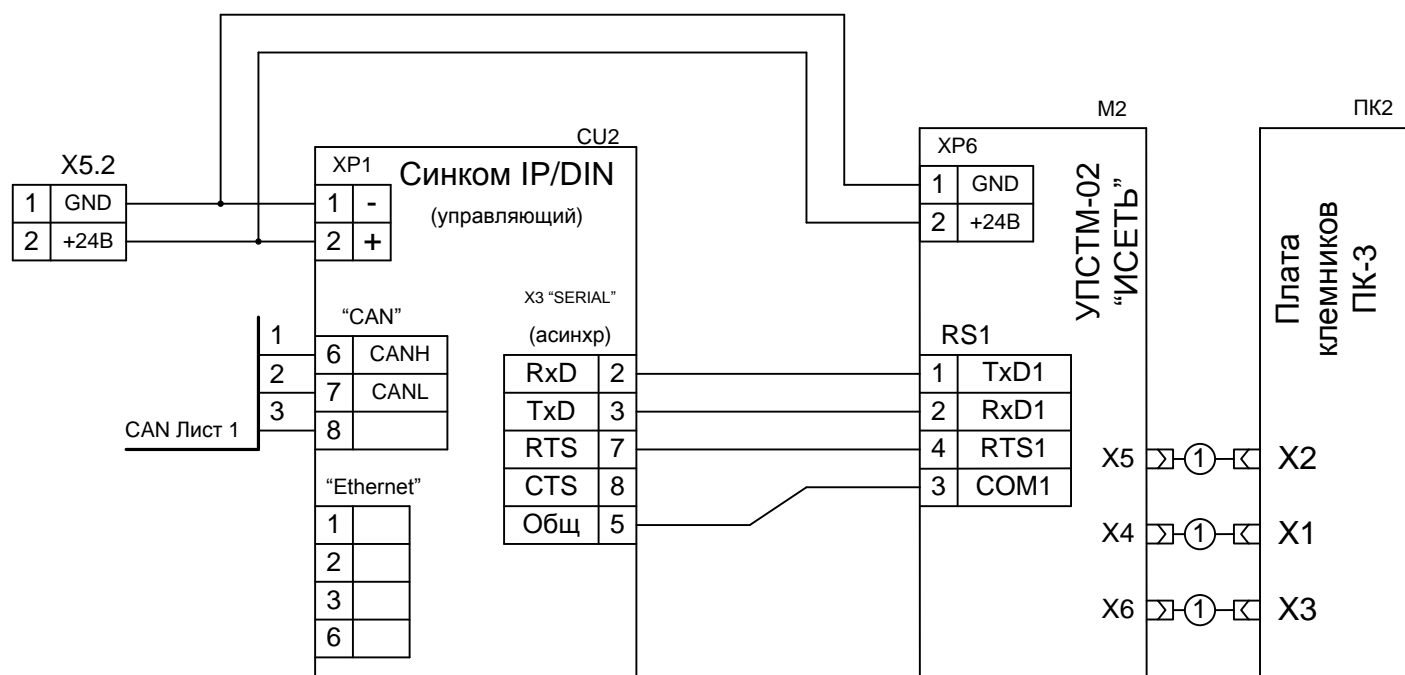 X5.2
1 GND
2 +24В
CU2
XP1
1 -
2 +
Синком IP/DIN
(управляющий)
“CAN”
1
2
3
6 CANH
7 CANL
8
CAN Лист 1
“Ethernet”
1
2
3
6
X3 “SERIAL”
(асинхр)
RxD 2
TxD 3
RTS 7
CTS 8
Общ 5
М2
XP6
1 GND
2 +24В
УПСТМ-02
“ИСЕТЬ”
RS1
1 TxD1
2 RxD1
4 RTS1
3 COM1
X5 1 X2
X4 1 X1
X6 1 X3
ПК2
Плата
клемников
ПК-3